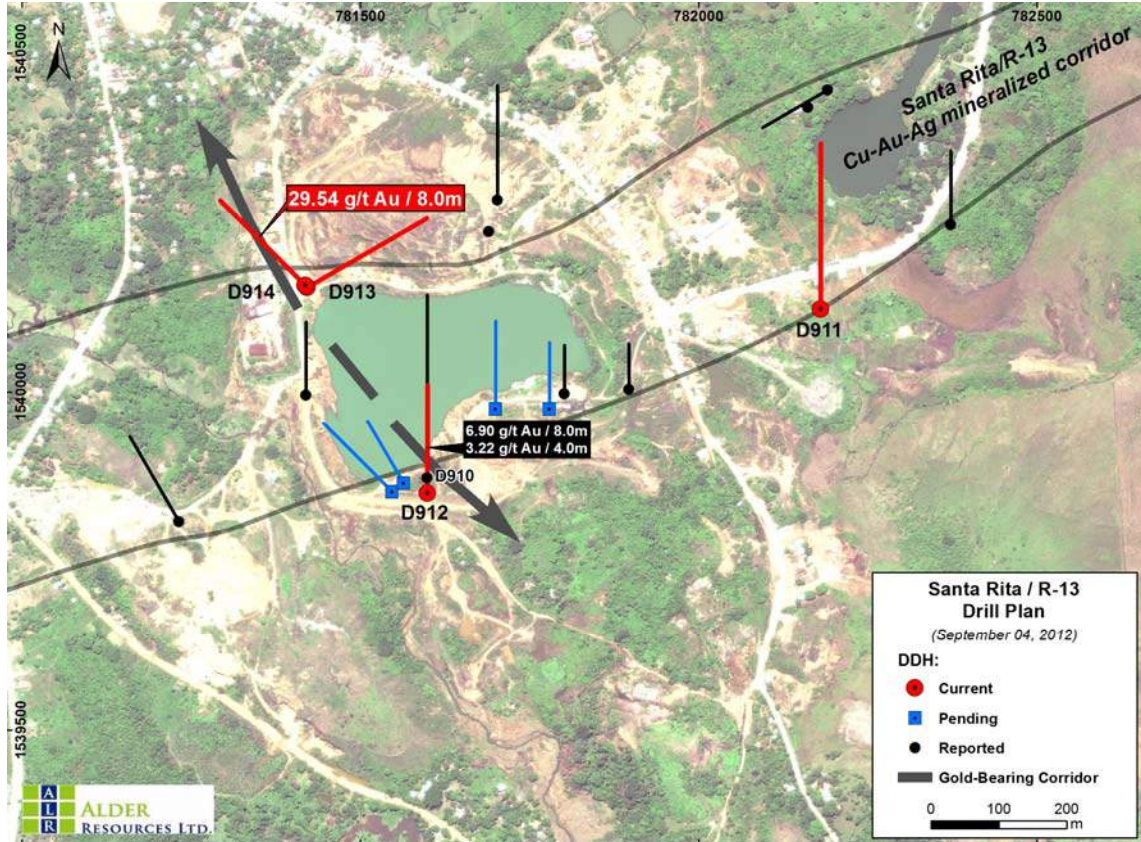 781500
782000
782500
N
1540500
Santa Rita/R-13
Cu-Au-Ag mineralized corridor
29.54 g/t Au / 8.0m
D914
D913
D911
1540000
6.90 g/t Au / 8.0m
3.22 g/t Au / 4.0m
D910
D912
1539500
Santa Rita / R-13
Drill Plan
(September 04, 2012)
DDH:
Current
Pending
Reported
Gold-Bearing Corridor
0 100 200
m
ALR
ALDER
RESOURCES LTD.